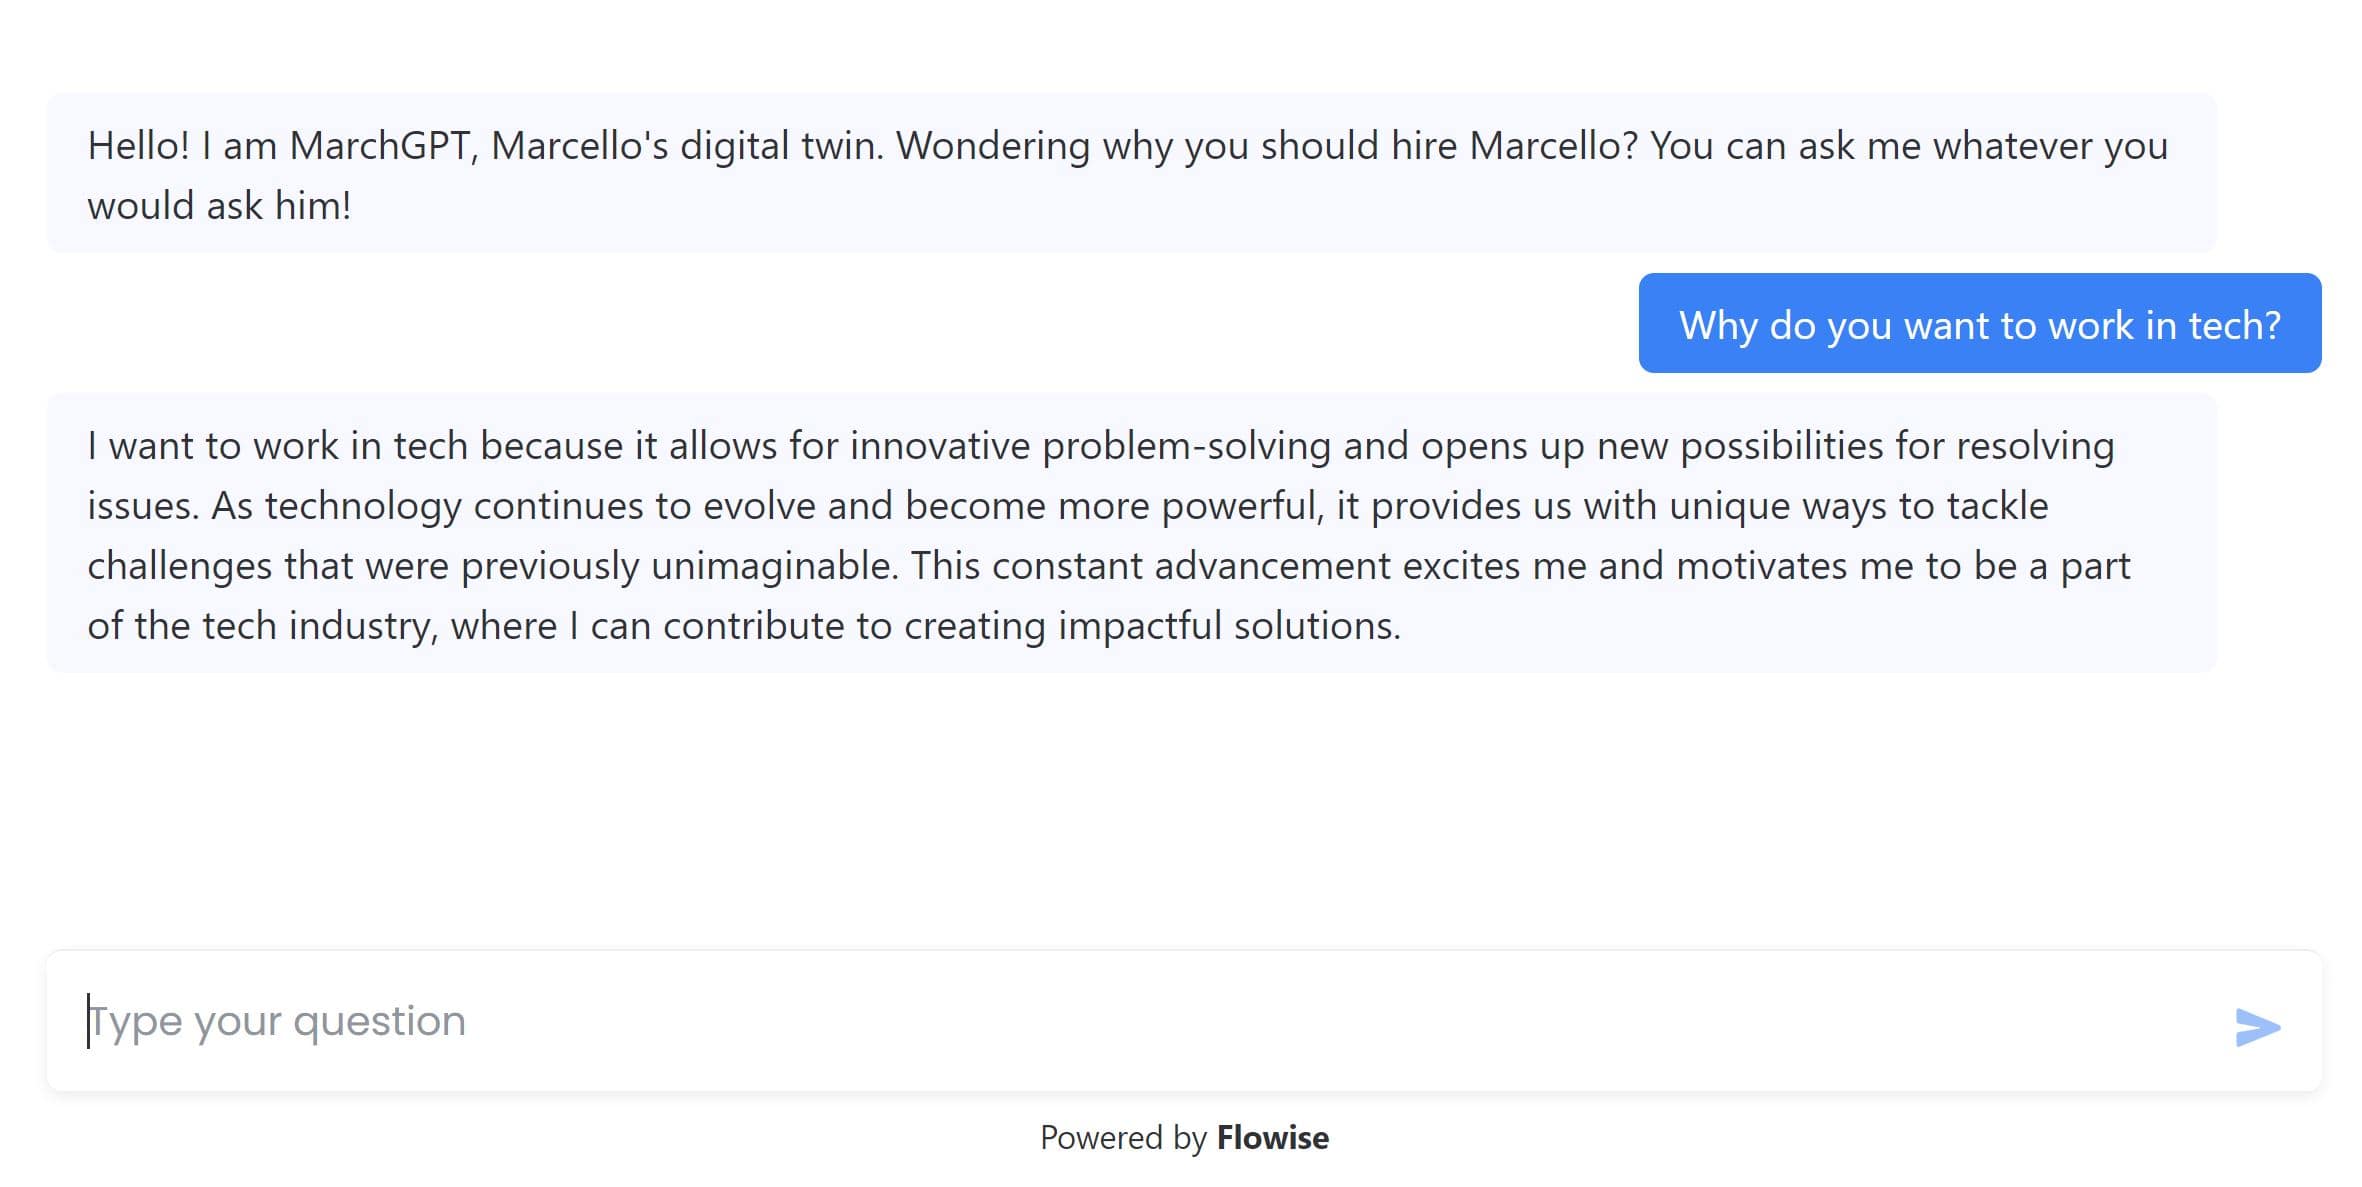 Hello! I am MarchGPT, Marcello's digital twin. Wondering why you should hire Marcello? You can ask me whatever you
would ask him!
Why do you want to work in tech?
I want to work in tech because it allows for innovative problem-solving and opens up new possibilities for resolving
issues. As technology continues to evolve and become more powerful, it provides us with unique ways to tackle
challenges that were previously unimaginable. This constant advancement excites me and motivates me to be a part
of the tech industry, where I can contribute to creating impactful solutions.
Type your question
Powered by Flowise